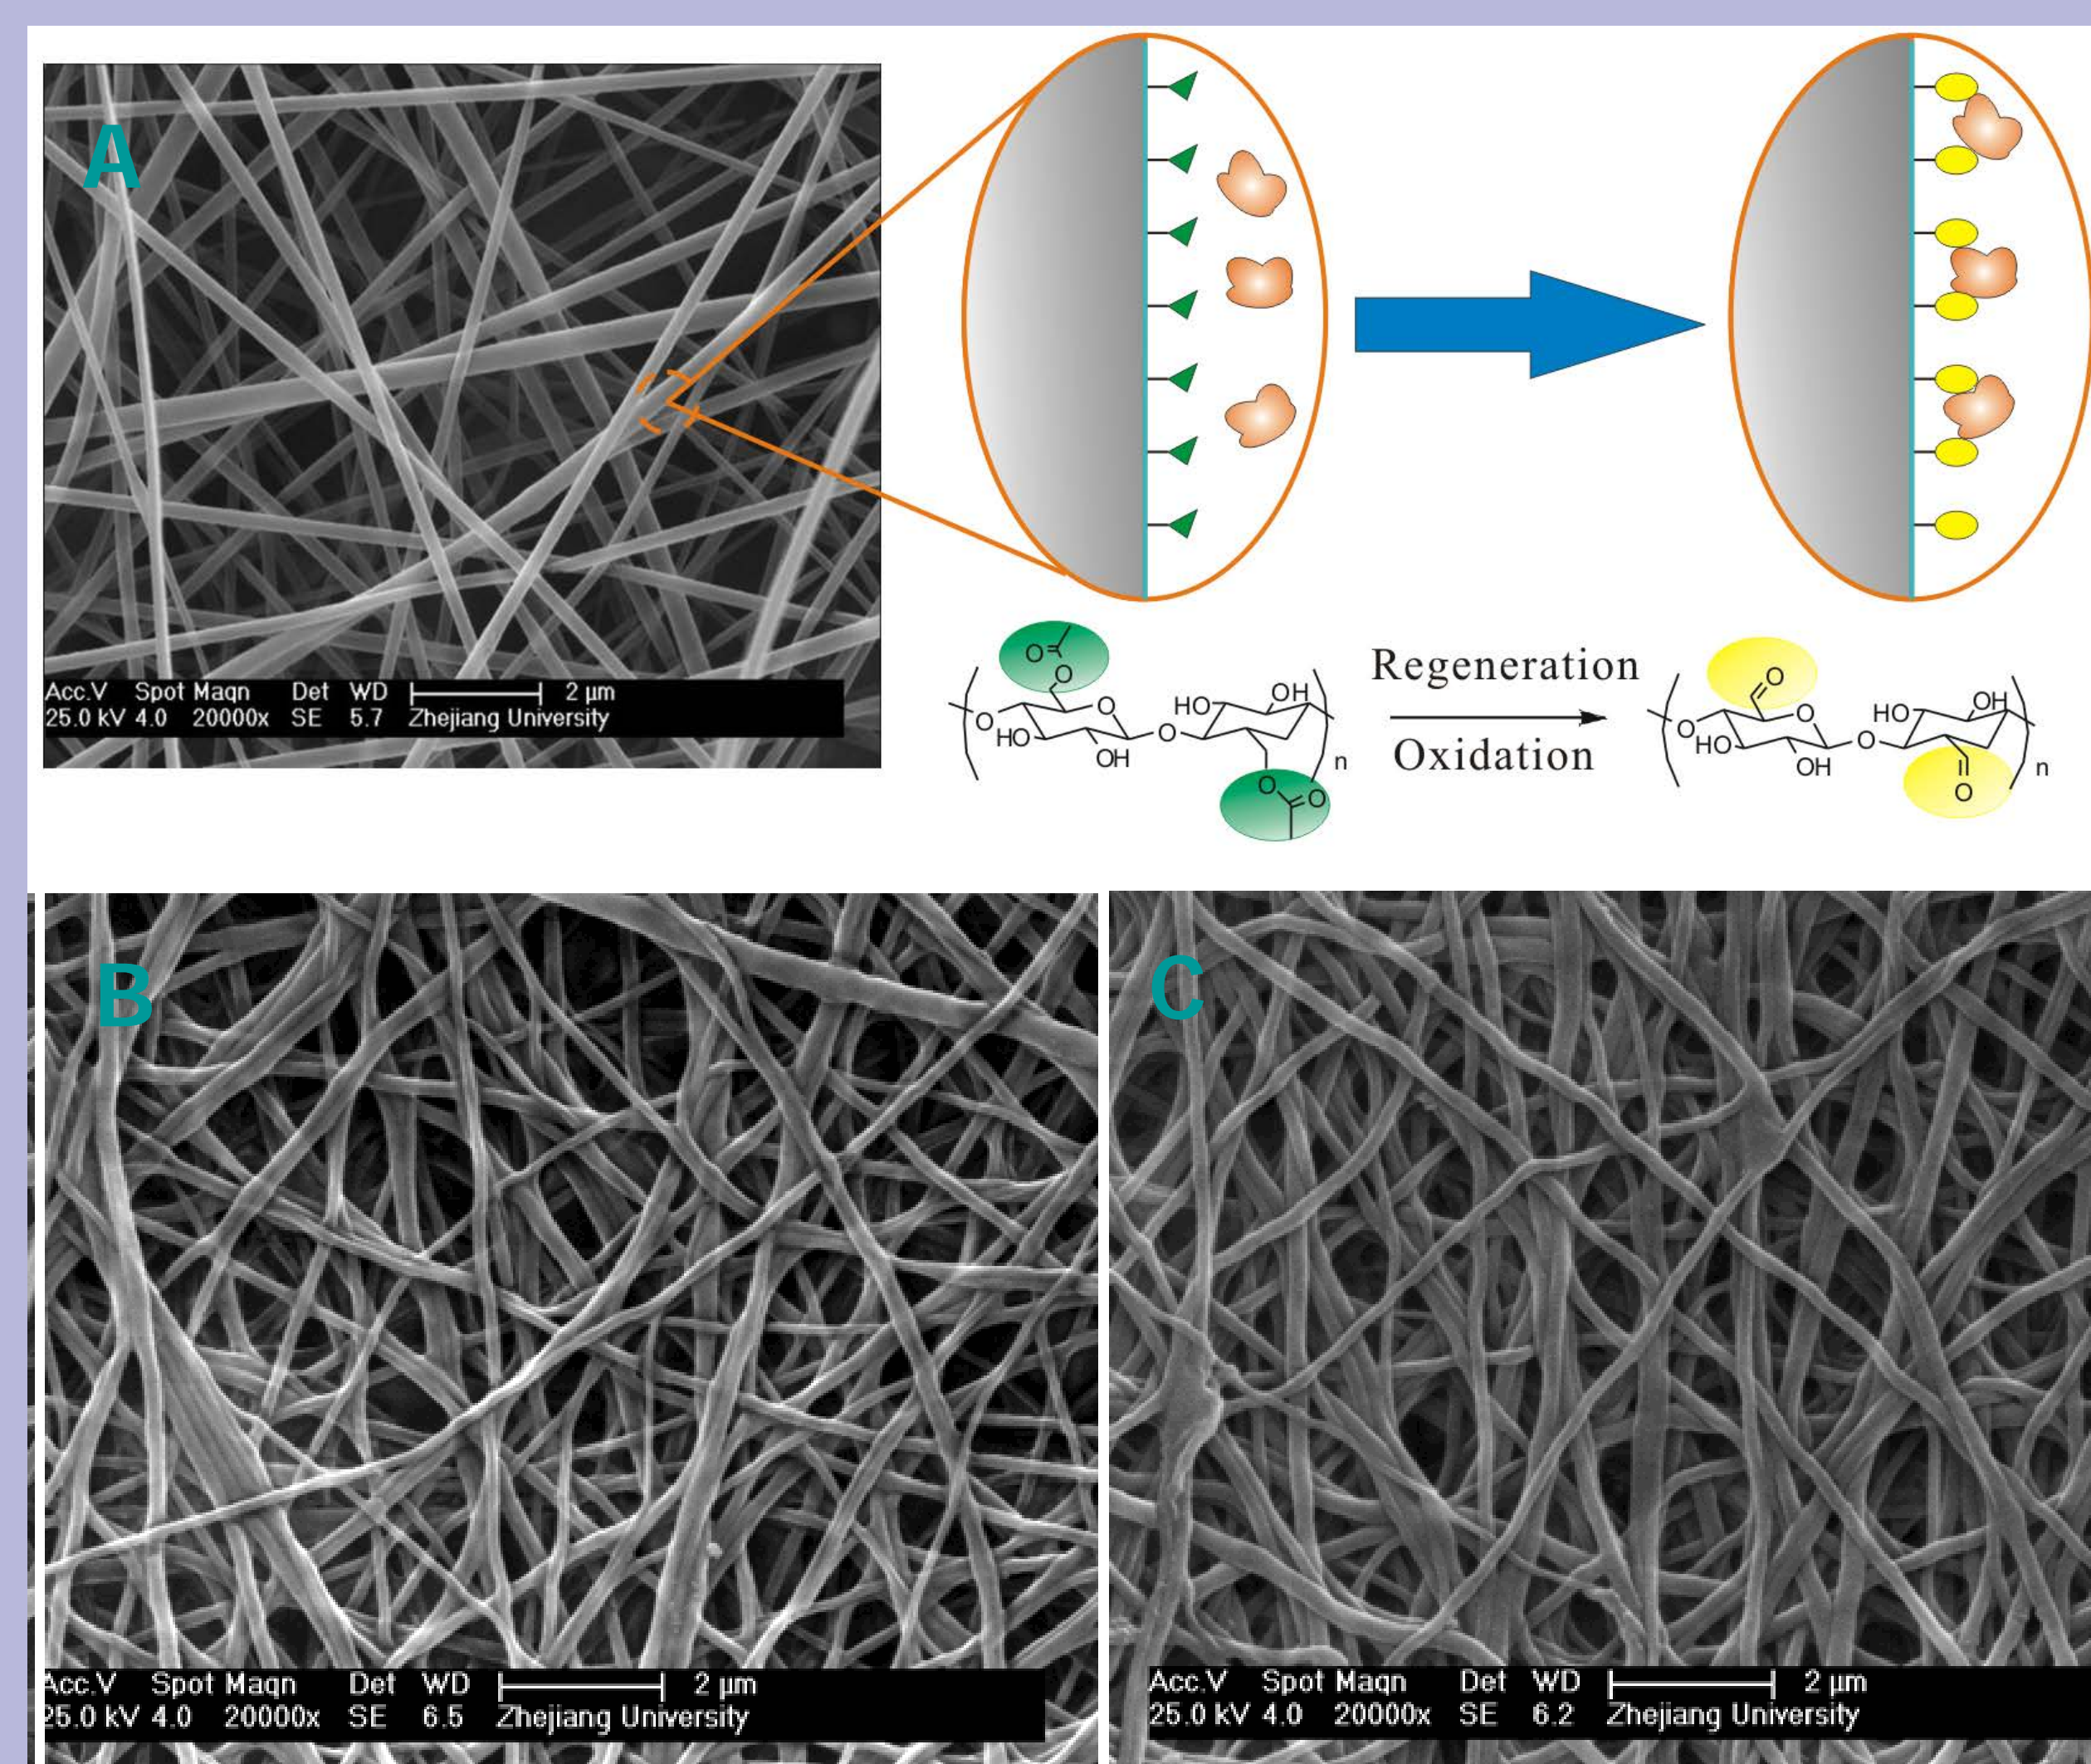 A
Acc.V Spot Magn Det WD 2 µm
25.0 kV 4.0 20000x SE 5.7 Zhejiang University
O
O
O
O
HO
OH
O
HO
OH
O
O
n
Regeneration
Oxidation
O
O
O
HO
OH
O
HO
OH
O
n
B
Acc.V Spot Magn Det WD 2 µm
25.0 kV 4.0 20000x SE 6.5 Zhejiang University
C
Acc.V Spot Magn Det WD 2 µm
25.0 kV 4.0 20000x SE 6.2 Zhejiang University